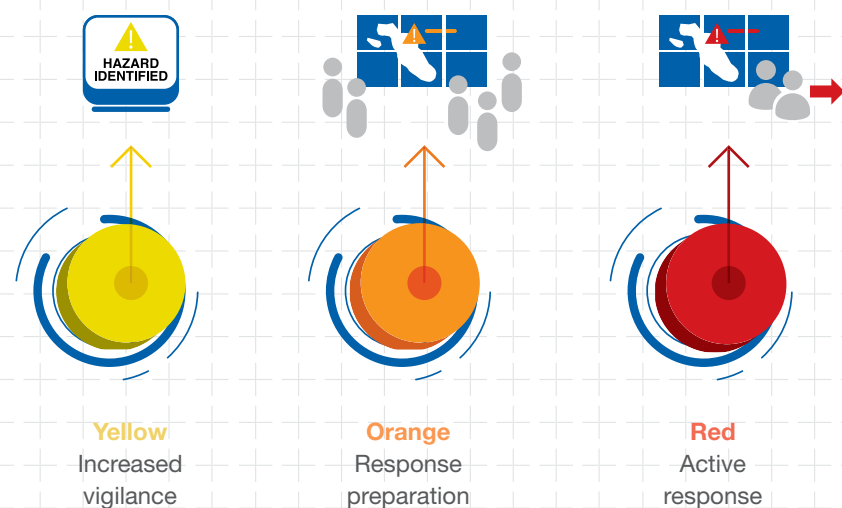 HAZARD
IDENTIFIED
Yellow
Increased
vigilance
Orange
Response
preparation
Red
Active
response